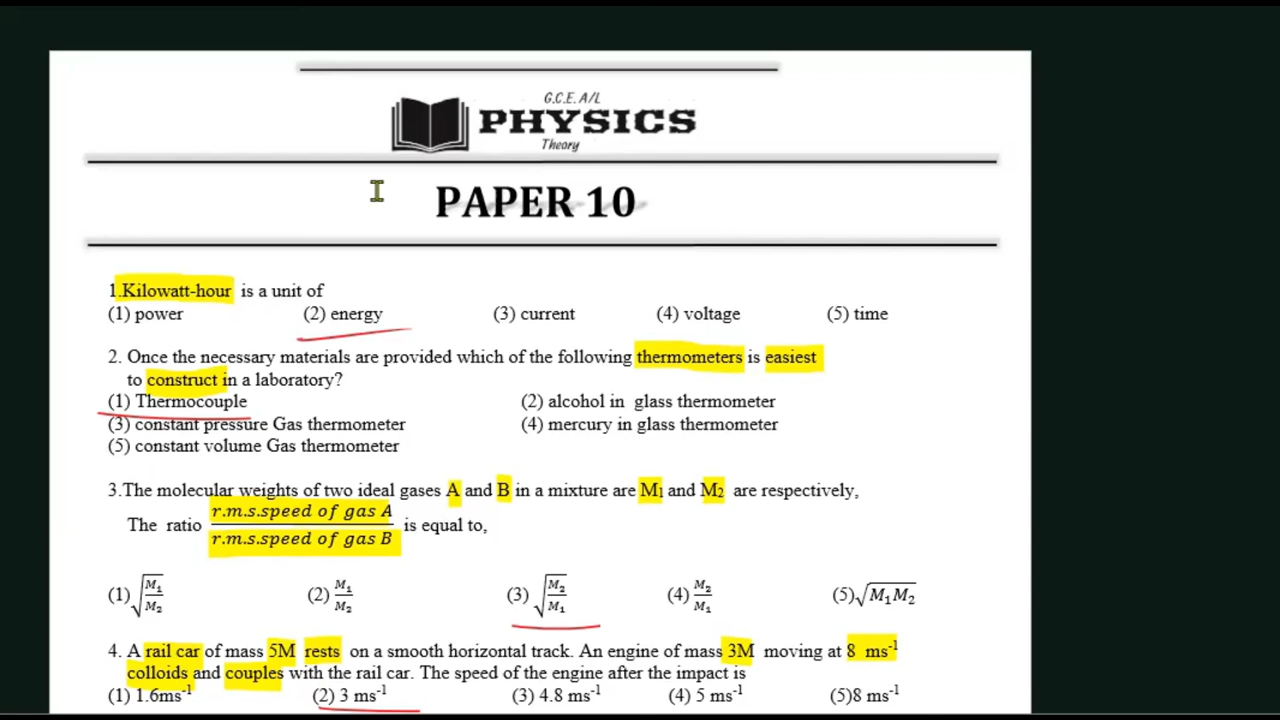 G.C.E. A/L
PHYSICS
Theory
PAPER 10
1.Kilowatt-hour is a unit of
(1) power (2) energy (3) current (4) voltage (5) time
2. Once the necessary materials are provided which of the following thermometers is easiest
to construct in a laboratory?
(1) Thermocouple (2) alcohol in glass thermometer
(3) constant pressure Gas thermometer (4) mercury in glass thermometer
(5) constant volume Gas thermometer
3.The molecular weights of two ideal gases A and B in a mixture are M₁ and M₂ are respectively,
The ratio r.m.s.speed of gas A / r.m.s.speed of gas B is equal to,
(1) √(M₁/M₂) (2) M₁/M₂ (3) √(M₂/M₁) (4) M₂/M₁ (5)√(M₁M₂)
4. A rail car of mass 5M rests on a smooth horizontal track. An engine of mass 3M moving at 8 ms⁻¹
colloids and couples with the rail car. The speed of the engine after the impact is
(1) 1.6ms⁻¹ (2) 3 ms⁻¹ (3) 4.8 ms⁻¹ (4) 5 ms⁻¹ (5)8 ms⁻¹